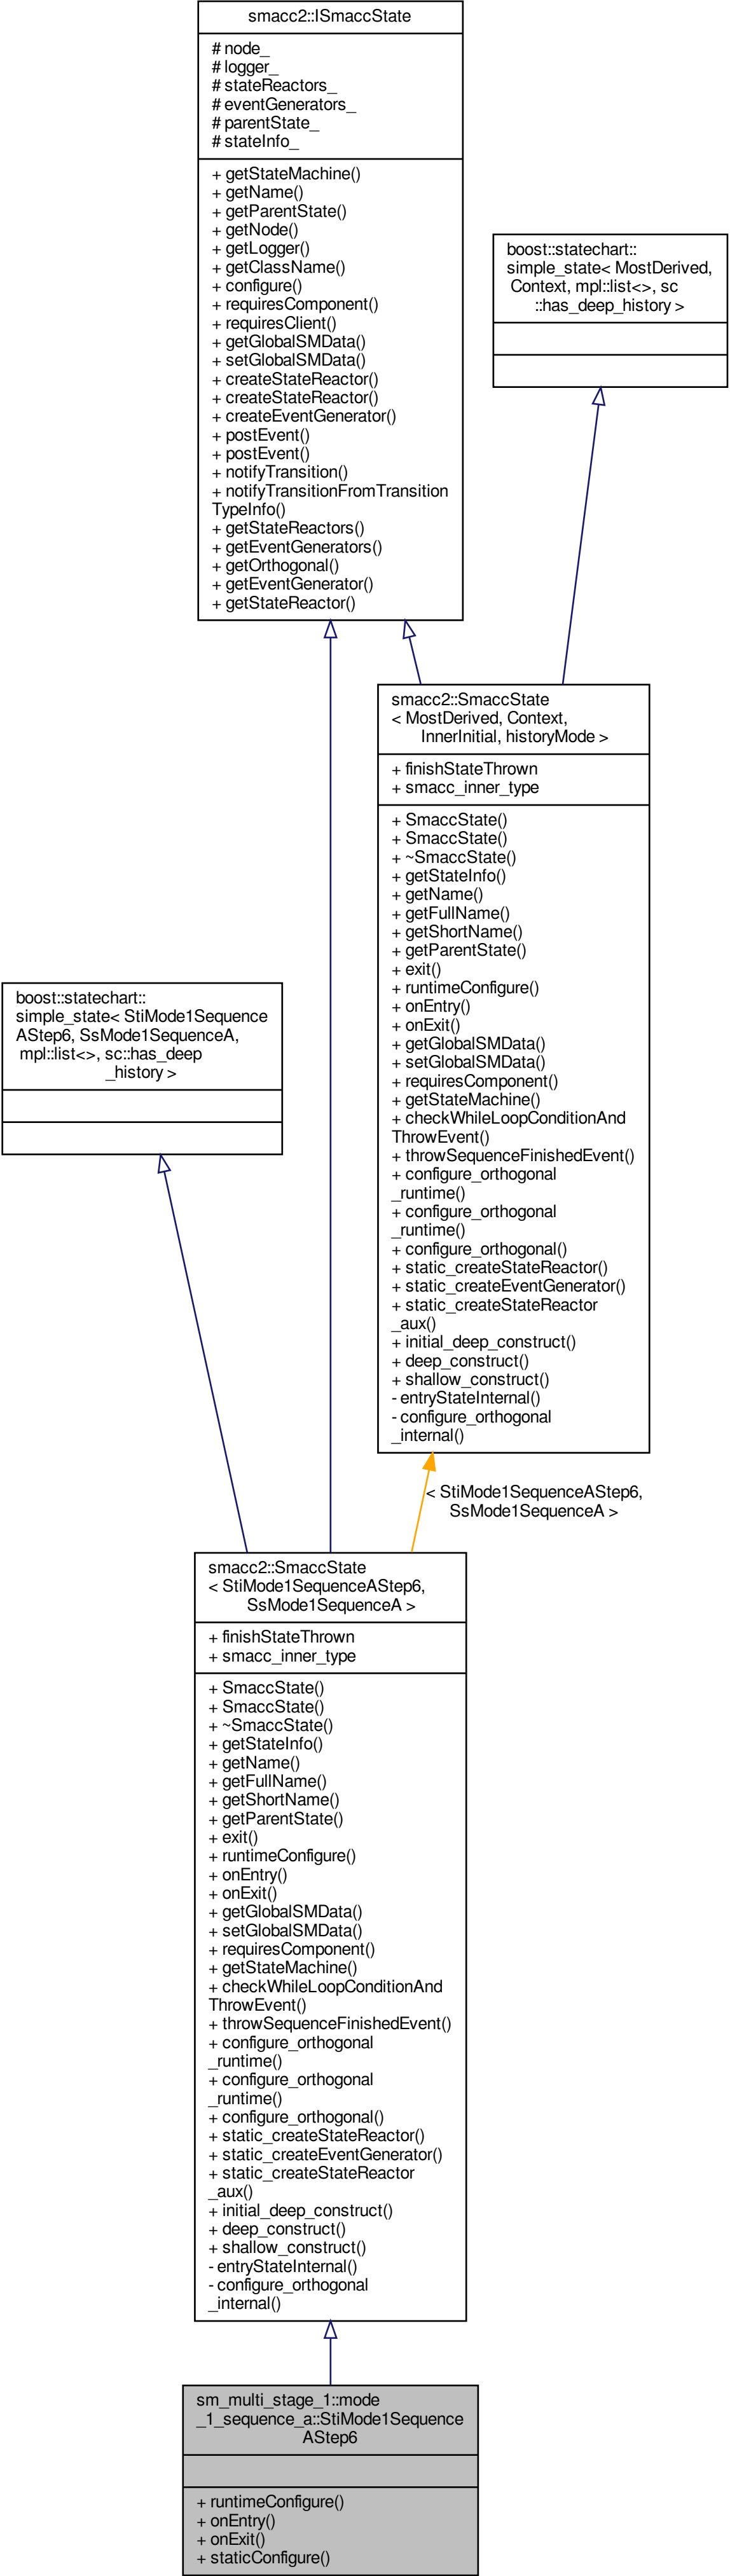 smacc2::ISmaccState
# node_
# logger_
# stateReactors_
# eventGenerators_
# parentState_
# stateInfo_
+ getStateMachine()
+ getName()
+ getParentState()
+ getNode()
+ getLogger()
+ getClassName()
+ configure()
+ requiresComponent()
+ requiresClient()
+ getGlobalSMData()
+ setGlobalSMData()
+ createStateReactor()
+ createStateReactor()
+ createEventGenerator()
+ postEvent()
+ postEvent()
+ notifyTransition()
+ notifyTransitionFromTransition
TypeInfo()
+ getStateReactors()
+ getEventGenerators()
+ getOrthogonal()
+ getEventGenerator()
+ getStateReactor()
boost::statechart::
simple_state< MostDerived,
Context, mpl::list<>, sc
::has_deep_history >
smacc2::SmaccState
< MostDerived, Context,
InnerInitial, historyMode >
+ finishStateThrown
+ smacc_inner_type
+ SmaccState()
+ SmaccState()
+ ~SmaccState()
+ getStateInfo()
+ getName()
+ getFullName()
+ getShortName()
+ getParentState()
+ exit()
+ runtimeConfigure()
+ onEntry()
+ onExit()
+ getGlobalSMData()
+ setGlobalSMData()
+ requiresComponent()
+ getStateMachine()
+ checkWhileLoopConditionAnd
ThrowEvent()
+ throwSequenceFinishedEvent()
+ configure_orthogonal
_runtime()
+ configure_orthogonal
_runtime()
+ configure_orthogonal()
+ static_createStateReactor()
+ static_createEventGenerator()
+ static_createStateReactor
_aux()
+ initial_deep_construct()
+ deep_construct()
+ shallow_construct()
- entryStateInternal()
- configure_orthogonal
_internal()
boost::statechart::
simple_state< StiMode1Sequence
AStep6, SsMode1SequenceA,
mpl::list<>, sc::has_deep
_history >
< StiMode1SequenceAStep6,
SsMode1SequenceA >
smacc2::SmaccState
< StiMode1SequenceAStep6,
SsMode1SequenceA >
+ finishStateThrown
+ smacc_inner_type
+ SmaccState()
+ SmaccState()
+ ~SmaccState()
+ getStateInfo()
+ getName()
+ getFullName()
+ getShortName()
+ getParentState()
+ exit()
+ runtimeConfigure()
+ onEntry()
+ onExit()
+ getGlobalSMData()
+ setGlobalSMData()
+ requiresComponent()
+ getStateMachine()
+ checkWhileLoopConditionAnd
ThrowEvent()
+ throwSequenceFinishedEvent()
+ configure_orthogonal
_runtime()
+ configure_orthogonal
_runtime()
+ configure_orthogonal()
+ static_createStateReactor()
+ static_createEventGenerator()
+ static_createStateReactor
_aux()
+ initial_deep_construct()
+ deep_construct()
+ shallow_construct()
- entryStateInternal()
- configure_orthogonal
_internal()
sm_multi_stage_1::mode
_1_sequence_a::StiMode1Sequence
AStep6
+ runtimeConfigure()
+ onEntry()
+ onExit()
+ staticConfigure()